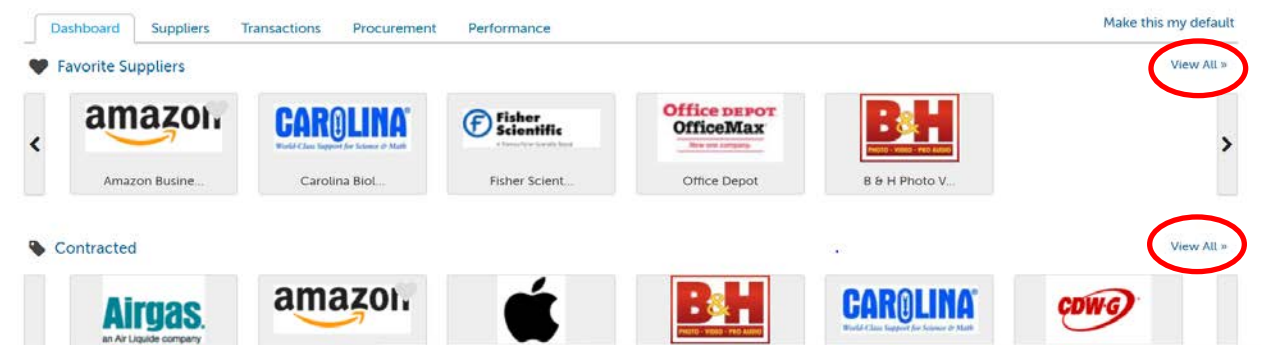 Dashboard Suppliers Transactions Procurement Performance
Make this my default
Favorite Suppliers
View All »
amazon
CAROLINA
World-Class Support for Science & Math
Fisher
Scientific
Office DEPOT
OfficeMax
Now one company.
B&H
PHOTO - VIDEO - PRO AUDIO
Amazon Busine...
Carolina Biol...
Fisher Scient...
Office Depot
B & H Photo V...
Contracted
View All »
Airgas.
an Air Liquide company
amazon
B&H
PHOTO - VIDEO - PRO AUDIO
CAROLINA
World-Class Support for Science & Math
CDW·G